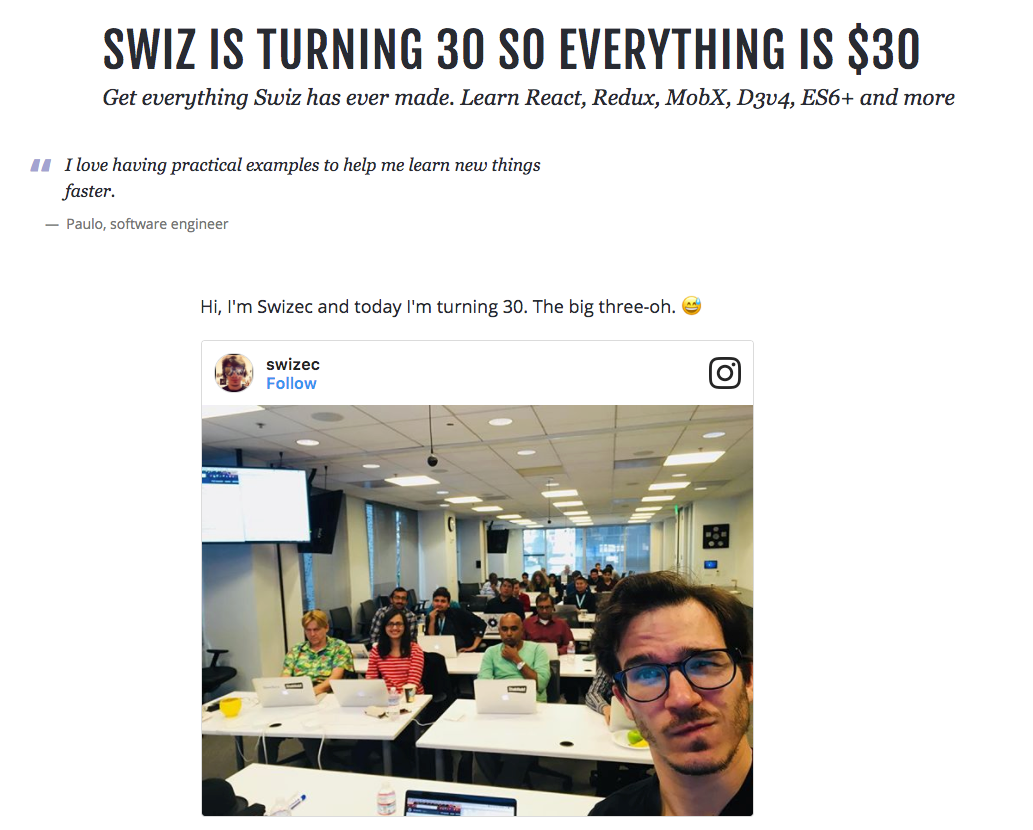 SWIZ IS TURNING 30 SO EVERYTHING IS $30
Get everything Swiz has ever made. Learn React, Redux, MobX, D3v4, ES6+ and more
“ I love having practical examples to help me learn new things
faster.
— Paulo, software engineer
Hi, I'm Swizec and today I'm turning 30. The big three-oh. 😅
swizec
Follow